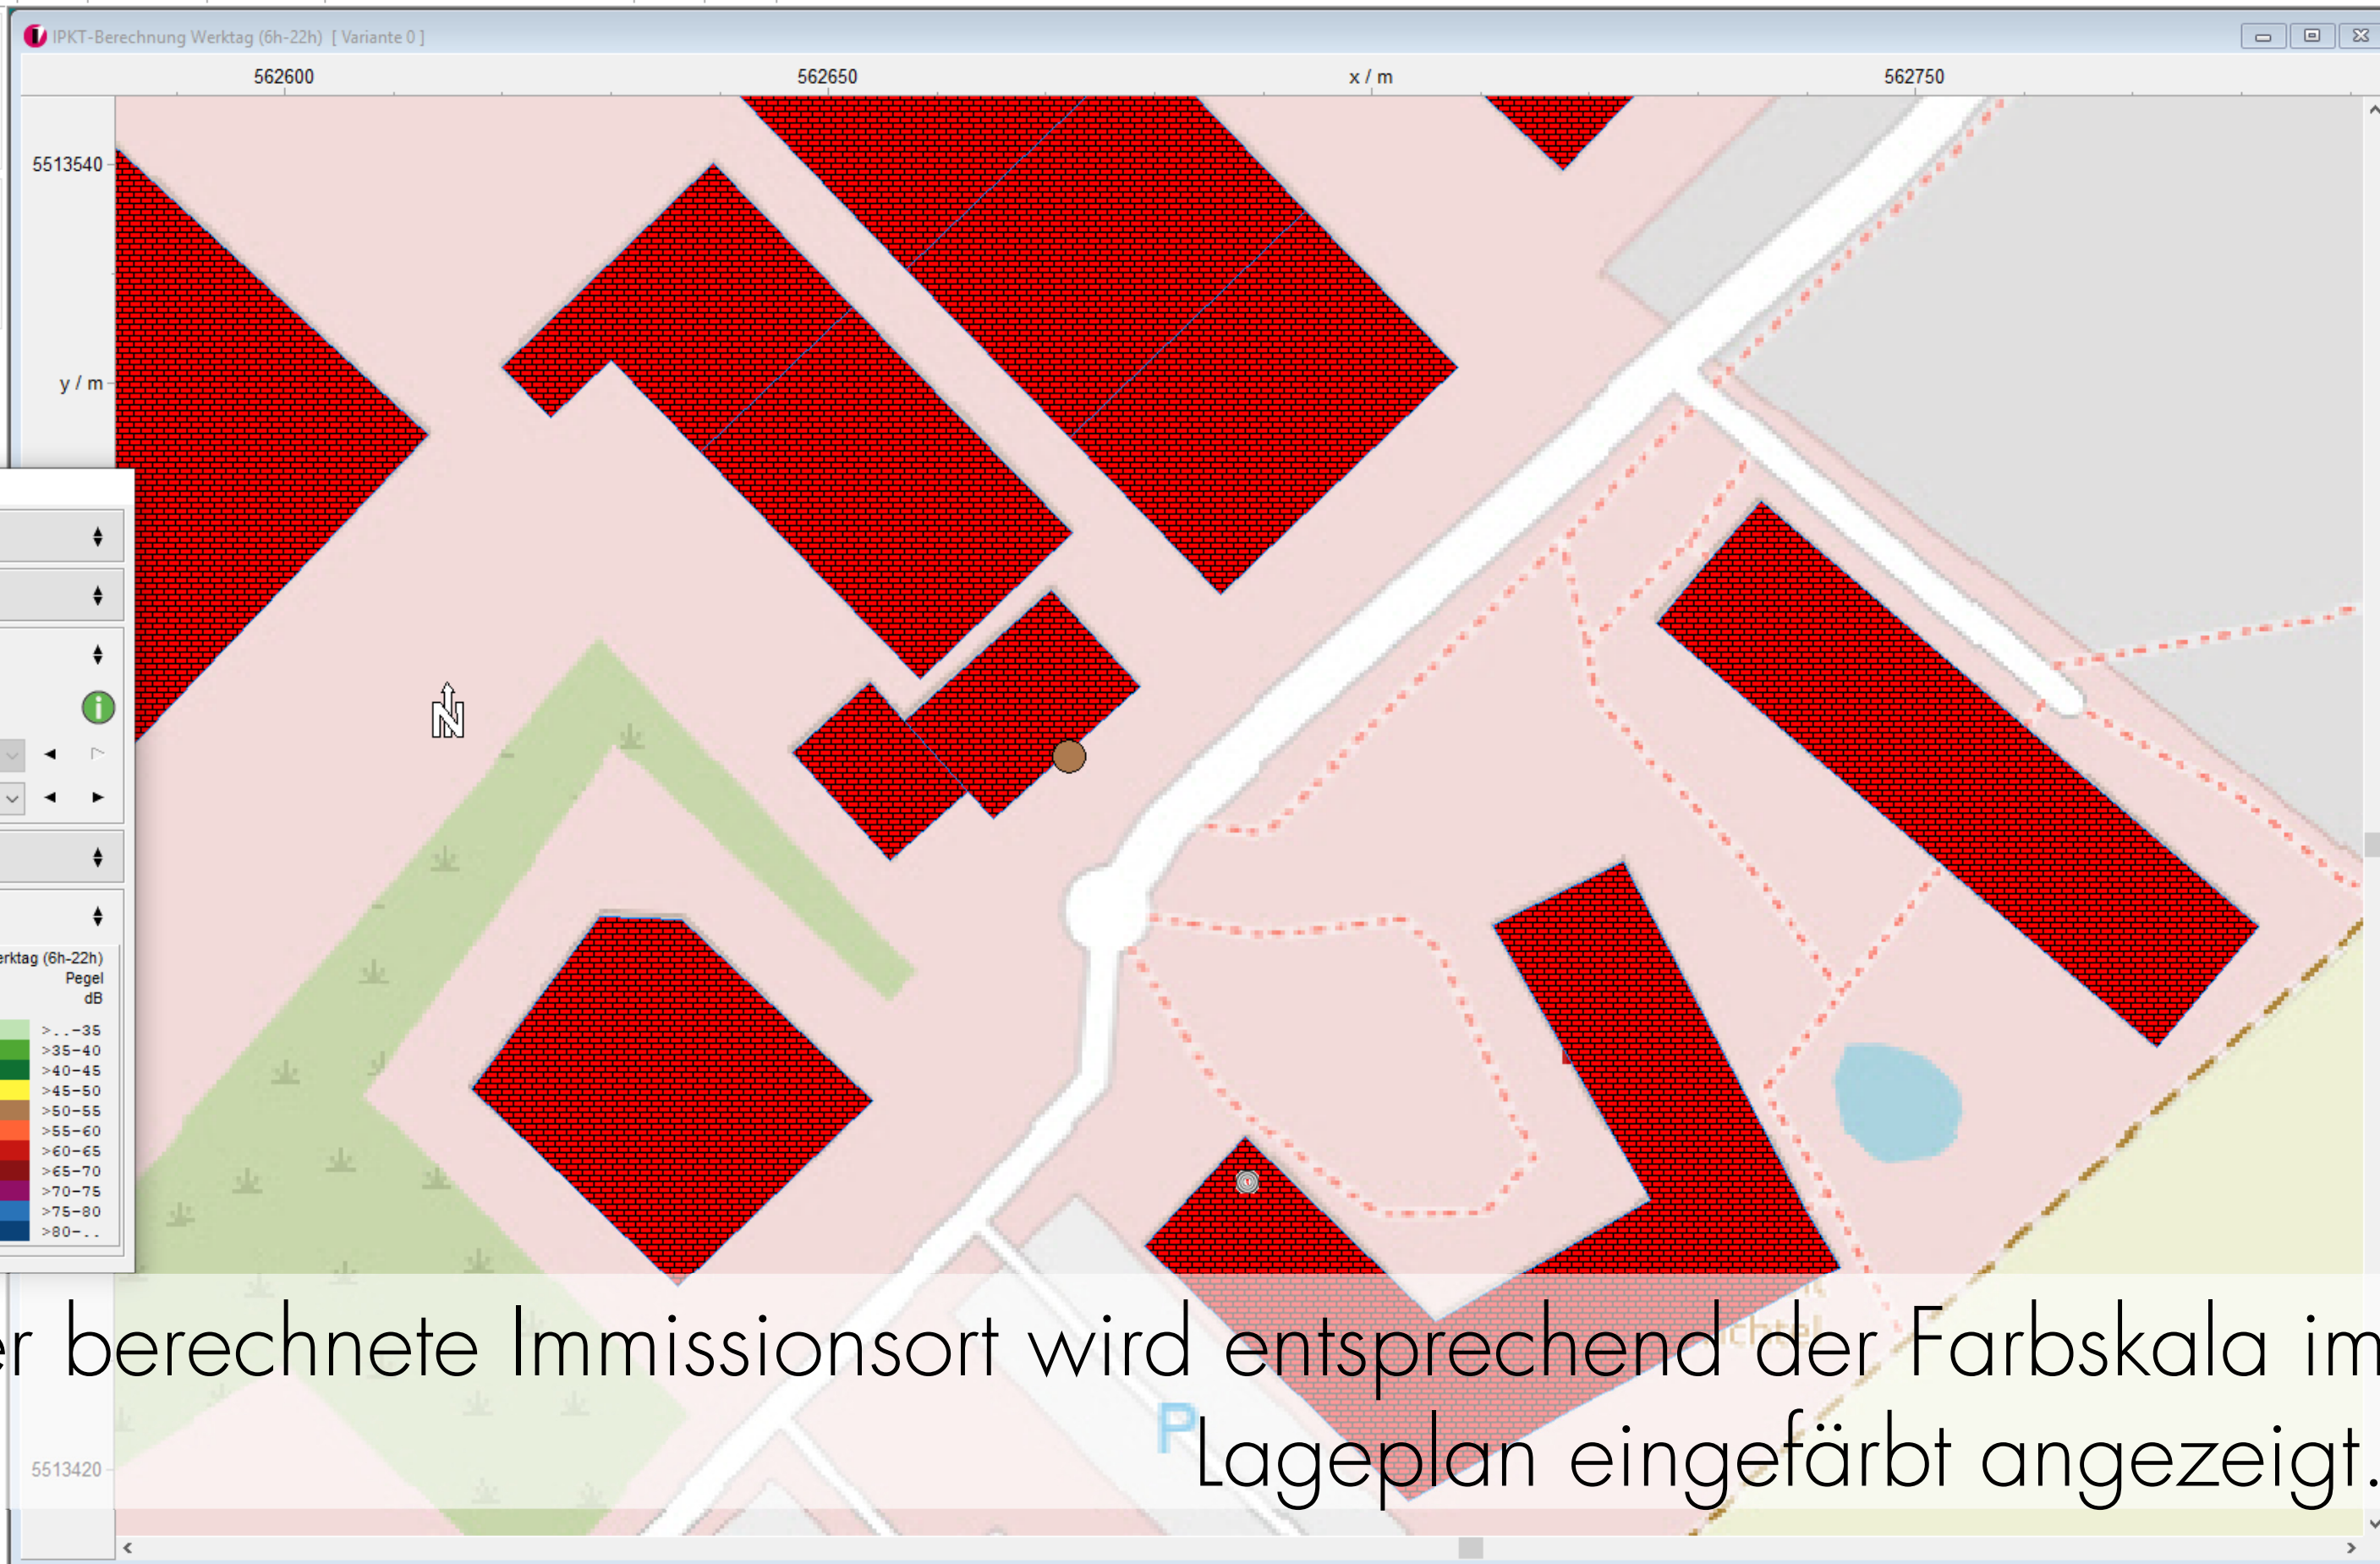 IPKT-Berechnung Werktag (6h-22h) [ Variante 0 ]
562600 562650 x / m 562750
5513540
y / m
N
Pegel
dB
>..-35
>35-40
>40-45
>45-50
>50-55
>55-60
>60-65
>65-70
>70-75
>75-80
>80-..
(6h-22h)
berechnete Immissionsort wird entsprechend der Farbskala im
P
Lageplan eingefärbt angezeigt.
5513420